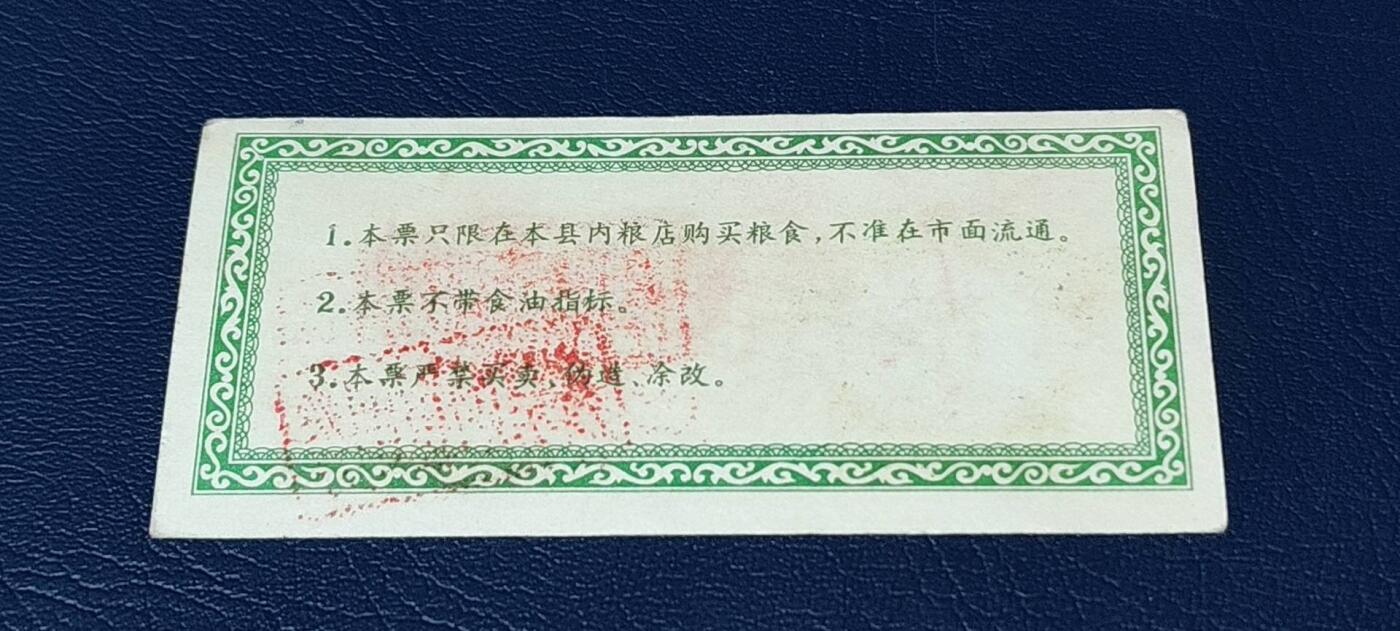 1.本票只限在本县内粮店购买粮食,不准在市面流通。
2.本票不带食油指标。
3.本票严禁买卖、伪造、涂改。